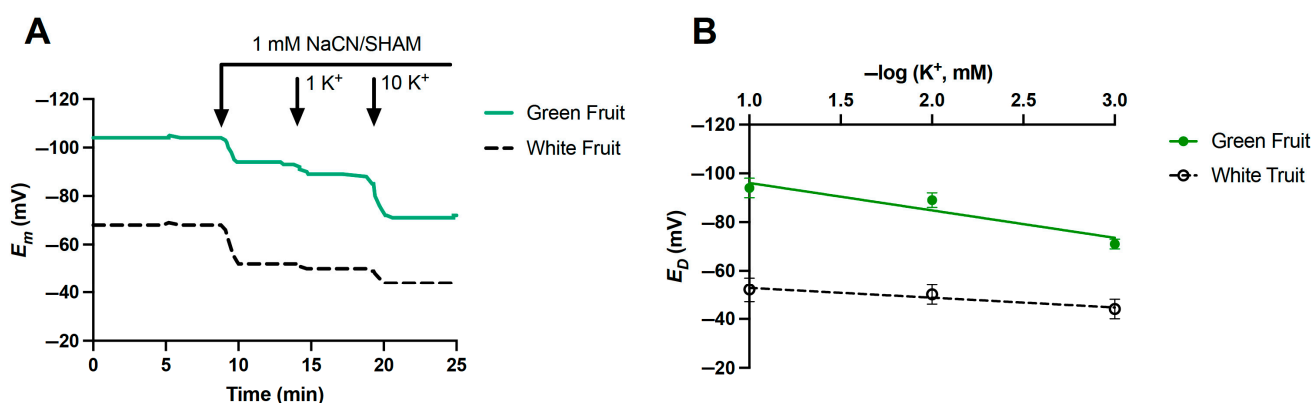 A
1 mM NaCN/SHAM
1 K⁺
10 K⁺
–120
–100
–80
–60
–40
–20
Eₘ (mV)
0
5
10
15
20
25
Time (min)
Green Fruit
White Fruit
B
–log (K⁺, mM)
1.0
1.5
2.0
2.5
3.0
–120
–100
–80
–60
–40
–20
E_D (mV)
Green Fruit
White Truit